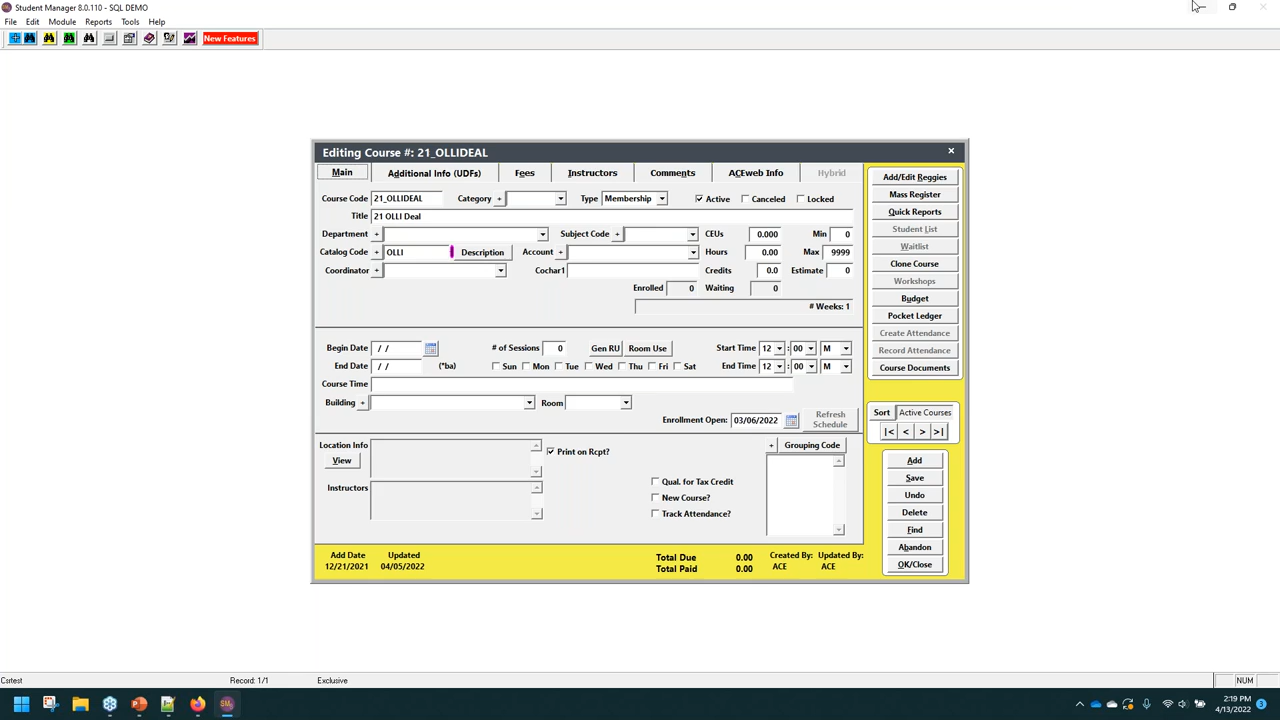 Student Manager 8.0.110 - SQL DEMO
File Edit Module Reports Tools Help
New Features
Editing Course #: 21_OLLIDEAL
Main Additional Info (UDFs) Fees Instructors Comments ACEweb Info Hybrid
Course Code 21_OLLIDEAL Category + Type Membership Active Canceled Locked
Title 21 OLLI Deal
Department + Subject Code + CEUs 0.000 Min 0
Catalog Code + OLLI Description Account + Hours 0.00 Max 9999
Coordinator + Cochar1 Credits 0.0 Estimate 0
Enrolled 0 Waiting 0
# Weeks: 1
Begin Date / / # of Sessions 0 Gen RU Room Use Start Time 12 : 00 M
End Date / / (*ba) Sun Mon Tue Wed Thu Fri Sat End Time 12 : 00 M
Course Time
Building + Room
Enrollment Open: 03/06/2022 Refresh Schedule
Location Info Print on Rcpt? + Grouping Code
View
Qual. for Tax Credit
Instructors New Course?
Track Attendance?
Add Date Updated Total Due 0.00 Created By: Updated By:
12/21/2021 04/05/2022 Total Paid 0.00 ACE ACE
Add/Edit Reggies
Mass Register
Quick Reports
Student List
Waitlist
Clone Course
Workshops
Budget
Pocket Ledger
Create Attendance
Record Attendance
Course Documents
Sort Active Courses
|< < > >|
Add
Save
Undo
Delete
Find
Abandon
OK/Close
Csrtest Record: 1/1 Exclusive NUM
2:19 PM
4/13/2022
3